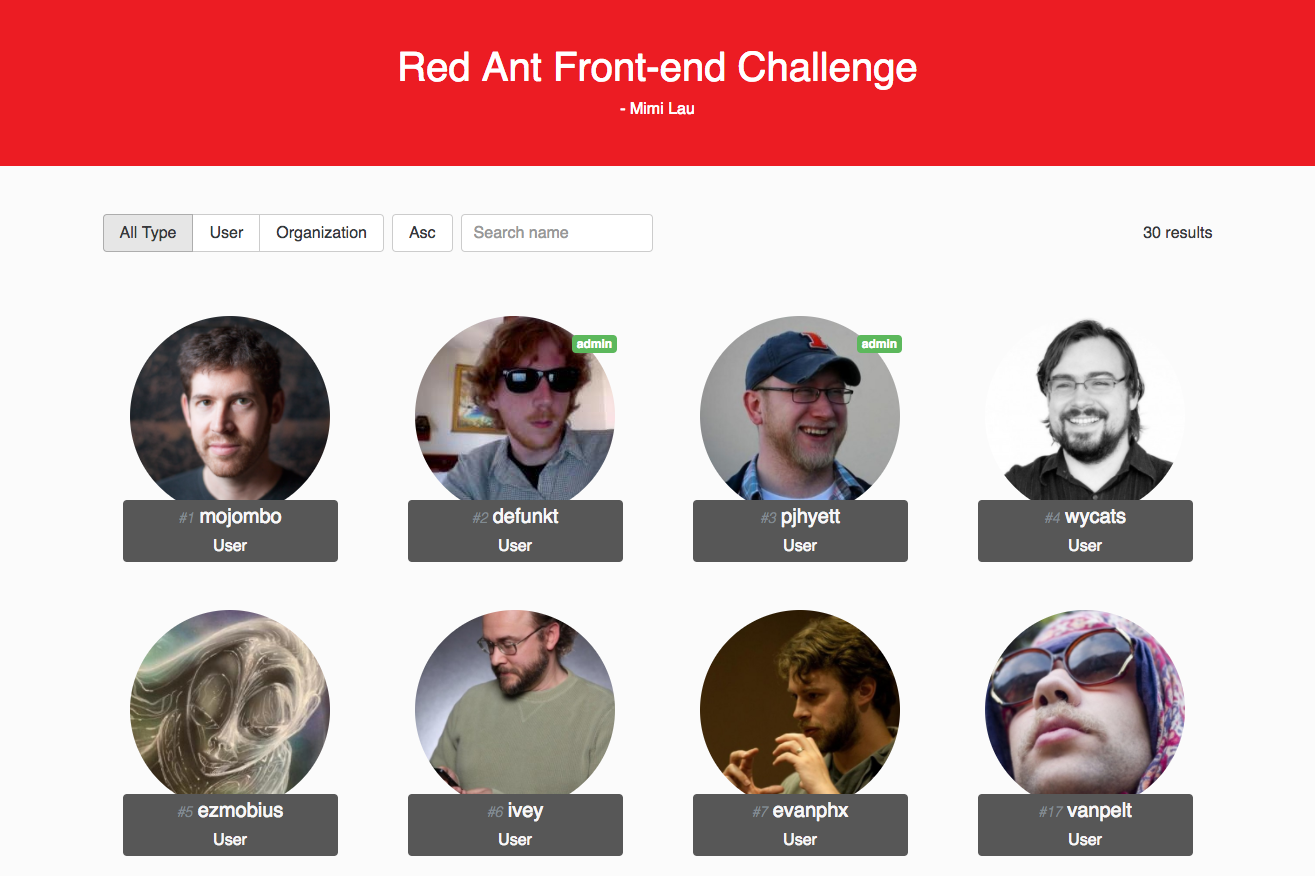 Red Ant Front-end Challenge
- Mimi Lau
All Type User Organization Asc Search name 30 results
admin admin
#1 mojombo #2 defunkt #3 pjhyett #4 wycats
User User User User
#5 ezmobius #6 ivey #7 evanphx #17 vanpelt
User User User User